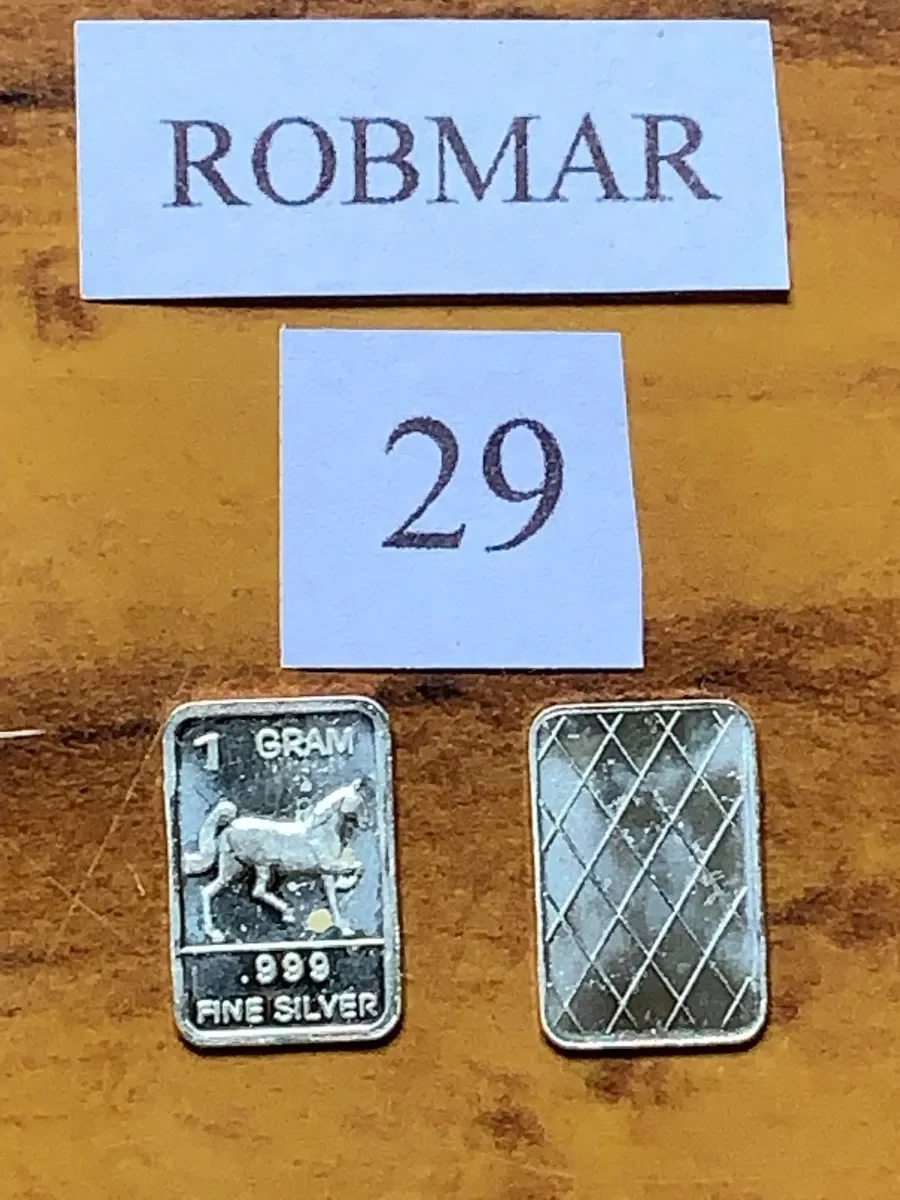 ROBMAR
29
1 GRAM
.999
FINE SILVER